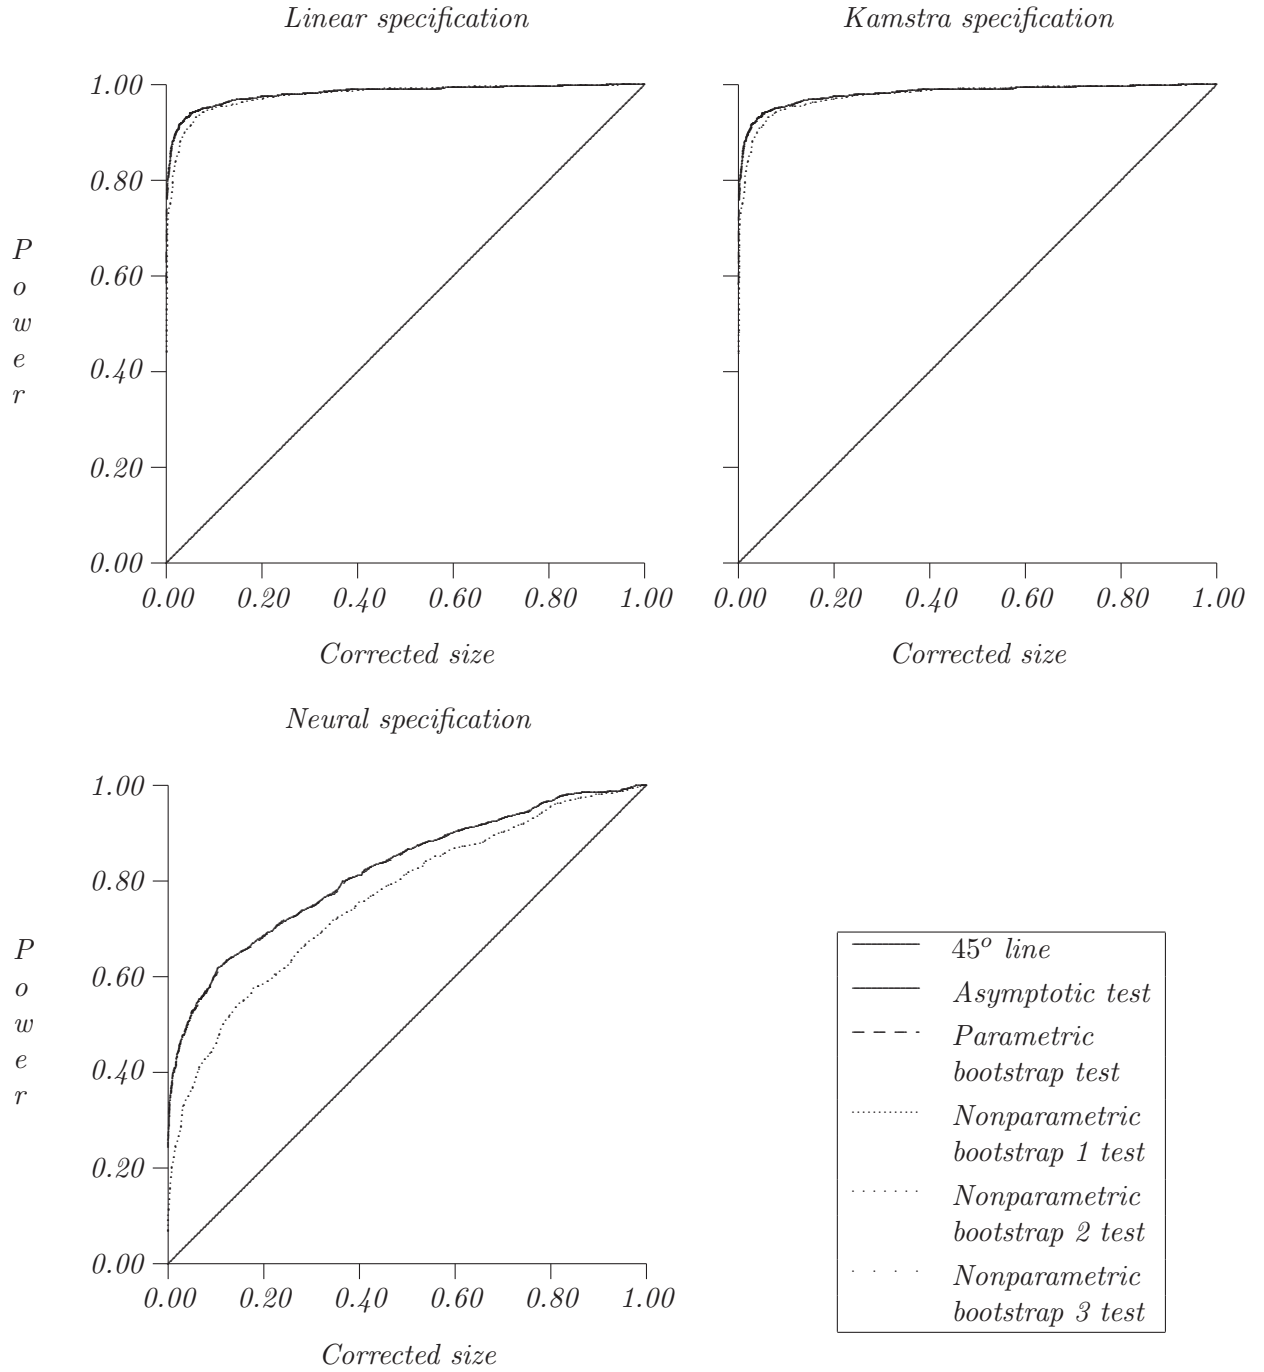 Linear specification
Kamstra specification
1.00
0.80
0.60
0.40
0.20
0.00
P
o
w
e
r
0.00 0.20 0.40 0.60 0.80 1.00
0.00 0.20 0.40 0.60 0.80 1.00
Corrected size
Corrected size
Neural specification
1.00
0.80
0.60
0.40
0.20
0.00
P
o
w
e
r
0.00 0.20 0.40 0.60 0.80 1.00
Corrected size
45º line
Asymptotic test
Parametric
bootstrap test
Nonparametric
bootstrap 1 test
Nonparametric
bootstrap 2 test
Nonparametric
bootstrap 3 test